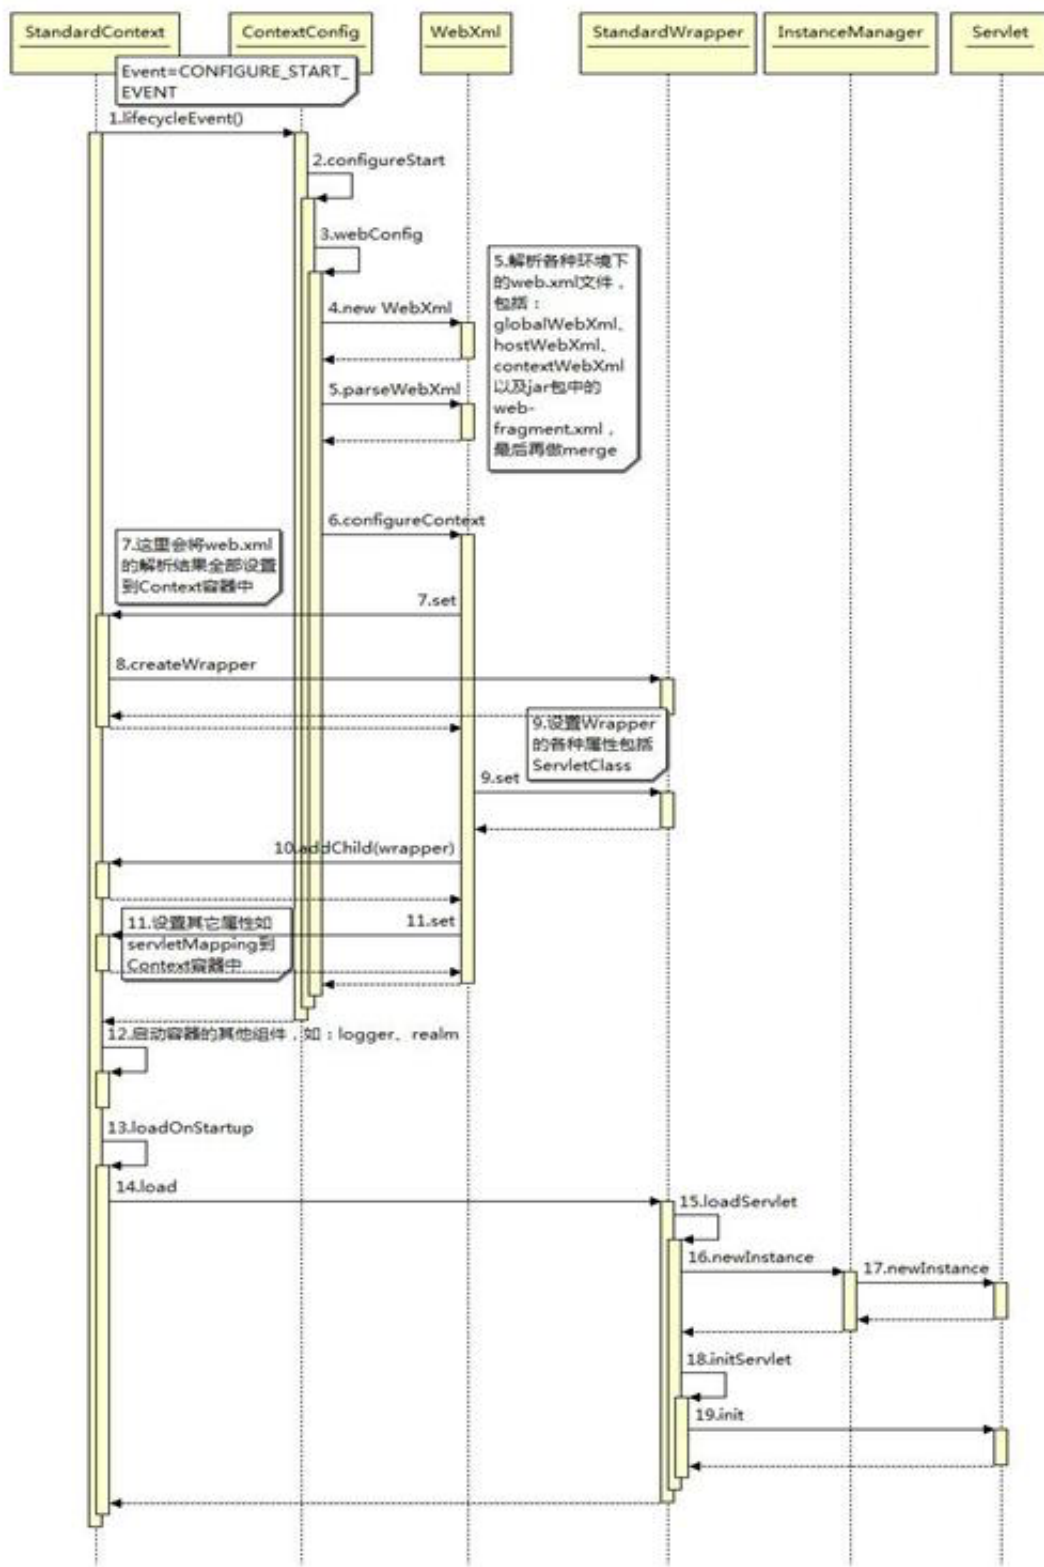 StandardContext
ContextConfig
WebXml
StandardWrapper
InstanceManager
Servlet
Event=CONFIGURE_START_
EVENT
1.lifecycleEvent()
2.configureStart
3.webConfig
4.new WebXml
5.解析各种环境下
的web.xml文件，
包括：
globalWebXml、
hostWebXml、
contextWebXml
以及jar包中的
web-
fragment.xml，
最后再做merge
5.parseWebXml
6.configureContext
7.这里会将web.xml
的解析结果全部设置
到Context容器中
7.set
8.createWrapper
9.设置Wrapper
的各种属性包括
ServletClass
9.set
10.addChild(wrapper)
11.设置其它属性如
servletMapping到
Context容器中
11.set
12.启动容器的其他组件，如：logger、realm
13.loadOnStartup
14.load
15.loadServlet
16.newInstance
17.newInstance
18.initServlet
19.init